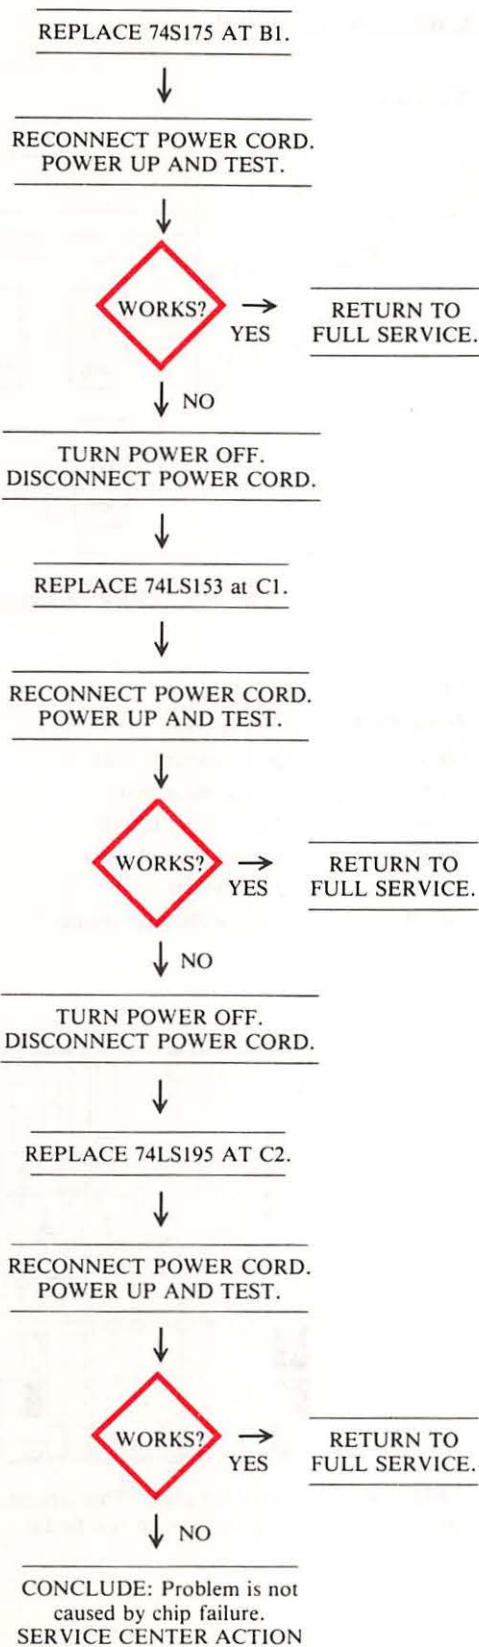 REPLACE 74S175 AT B1.
RECONNECT POWER CORD.
POWER UP AND TEST.
WORKS?
YES
RETURN TO
FULL SERVICE.
NO
TURN POWER OFF.
DISCONNECT POWER CORD.
REPLACE 74LS153 at C1.
RECONNECT POWER CORD.
POWER UP AND TEST.
WORKS?
YES
RETURN TO
FULL SERVICE.
NO
TURN POWER OFF.
DISCONNECT POWER CORD.
REPLACE 74LS195 AT C2.
RECONNECT POWER CORD.
POWER UP AND TEST.
WORKS?
YES
RETURN TO
FULL SERVICE.
NO
CONCLUDE: Problem is not
caused by chip failure.
SERVICE CENTER ACTION